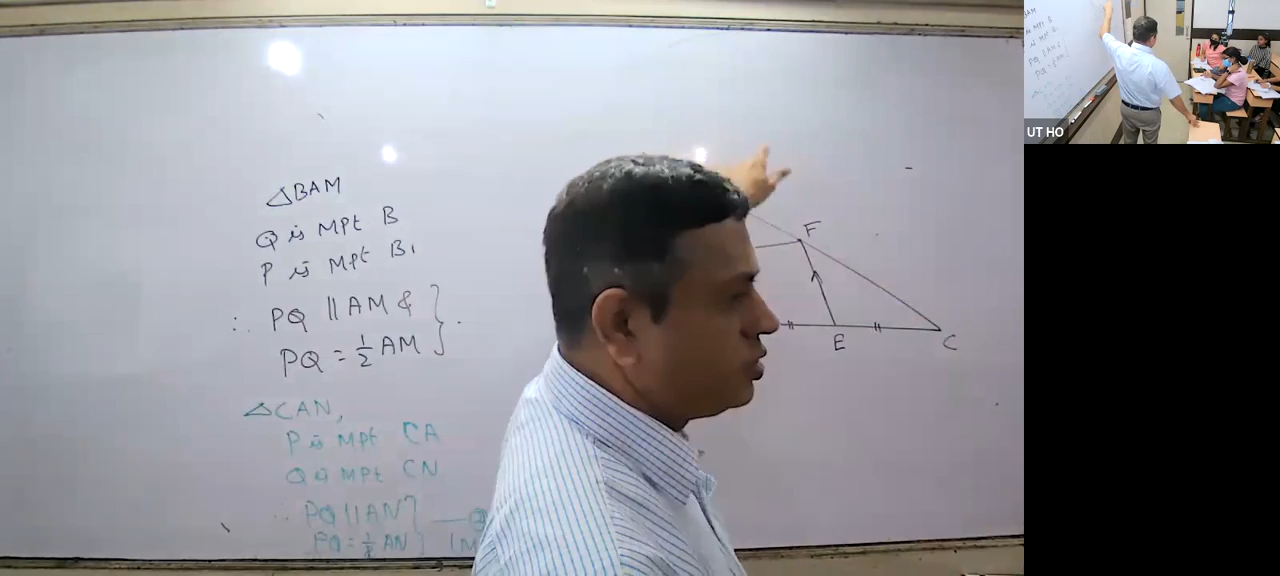 △BAM
Q is MPt B
P is MPt B,
∴ PQ || AM &
PQ = 1/2 AM
△CAN,
P is MPt CA
Q is MPt CN
∴ PQ || AN
PQ = 1/2 AN
F
E
C
UT HO